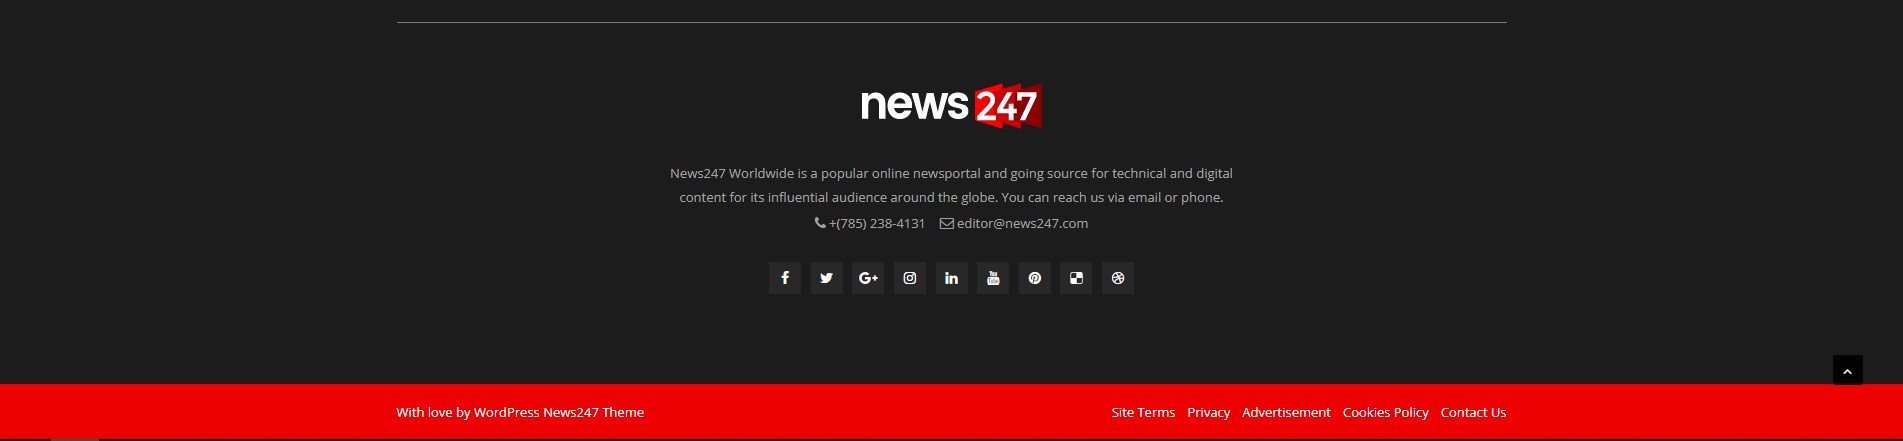 news 247
News247 Worldwide is a popular online newsportal and going source for technical and digital
content for its influential audience around the globe. You can reach us via email or phone.
+(785) 238-4131 editor@news247.com
With love by WordPress News247 Theme
Site Terms Privacy Advertisement Cookies Policy Contact Us